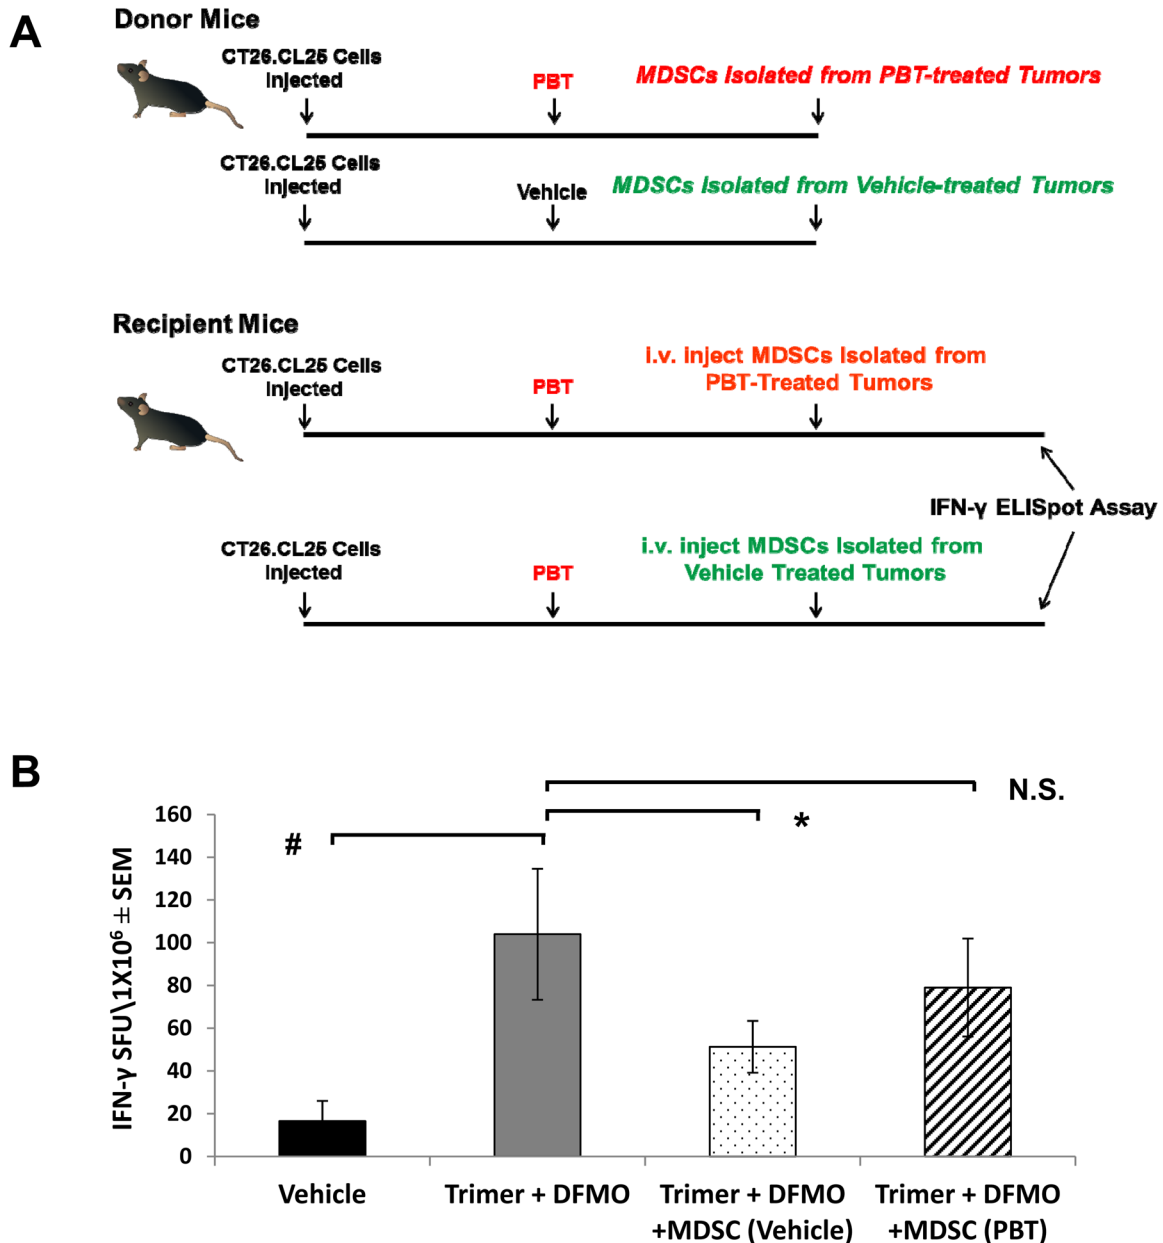 A
Donor Mice
CT26.CL25 Cells
Injected
PBT
MDSCs Isolated from PBT-treated Tumors
CT26.CL25 Cells
Injected
Vehicle
MDSCs Isolated from Vehicle-treated Tumors
Recipient Mice
CT26.CL25 Cells
Injected
PBT
i.v. inject MDSCs Isolated from
PBT-Treated Tumors
IFN-γ ELISpot Assay
CT26.CL25 Cells
Injected
PBT
i.v. inject MDSCs Isolated from
Vehicle Treated Tumors
B
N.S.
*
#
IFN-γ SFU\1X10⁶ ± SEM
160
140
120
100
80
60
40
20
0
Vehicle
Trimer + DFMO
Trimer + DFMO
+MDSC (Vehicle)
Trimer + DFMO
+MDSC (PBT)